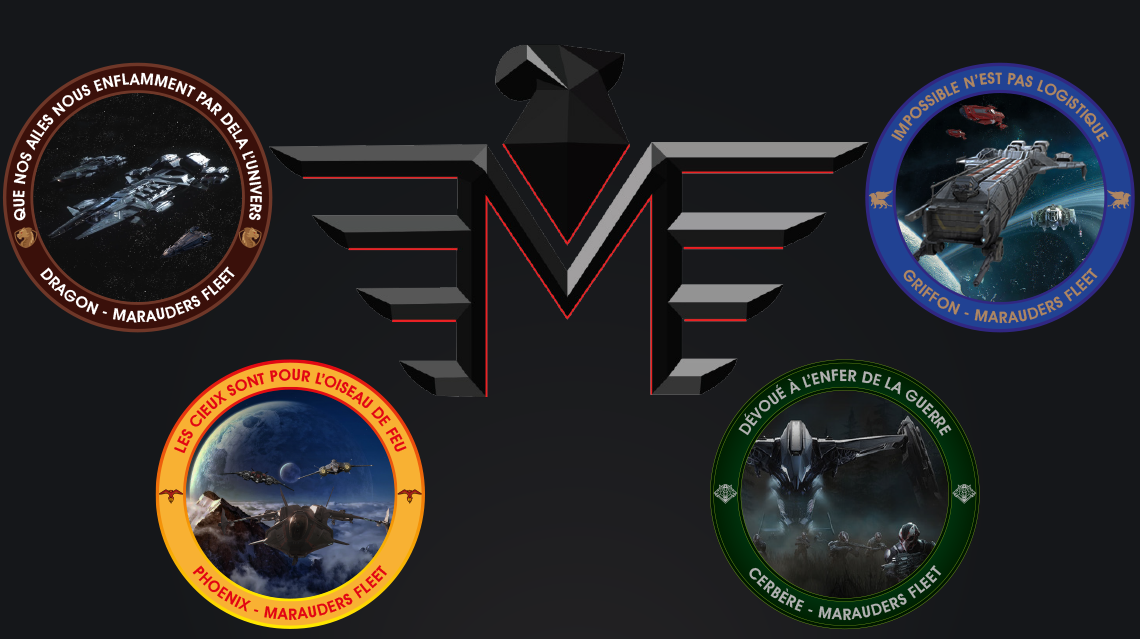 QUE NOS AILES NOUS ENFLAMMENT PAR DELA L'UNIVERS
DRAGON - MARAUDERS FLEET
IMPOSSIBLE N'EST PAS LOGISTIQUE
GRIFFON - MARAUDERS FLEET
LES CIEUX SONT POUR L'OISEAU DE FEU
PHOENIX - MARAUDERS FLEET
DÉVOUÉ À L'ENFER DE LA GUERRE
CERBÈRE - MARAUDERS FLEET